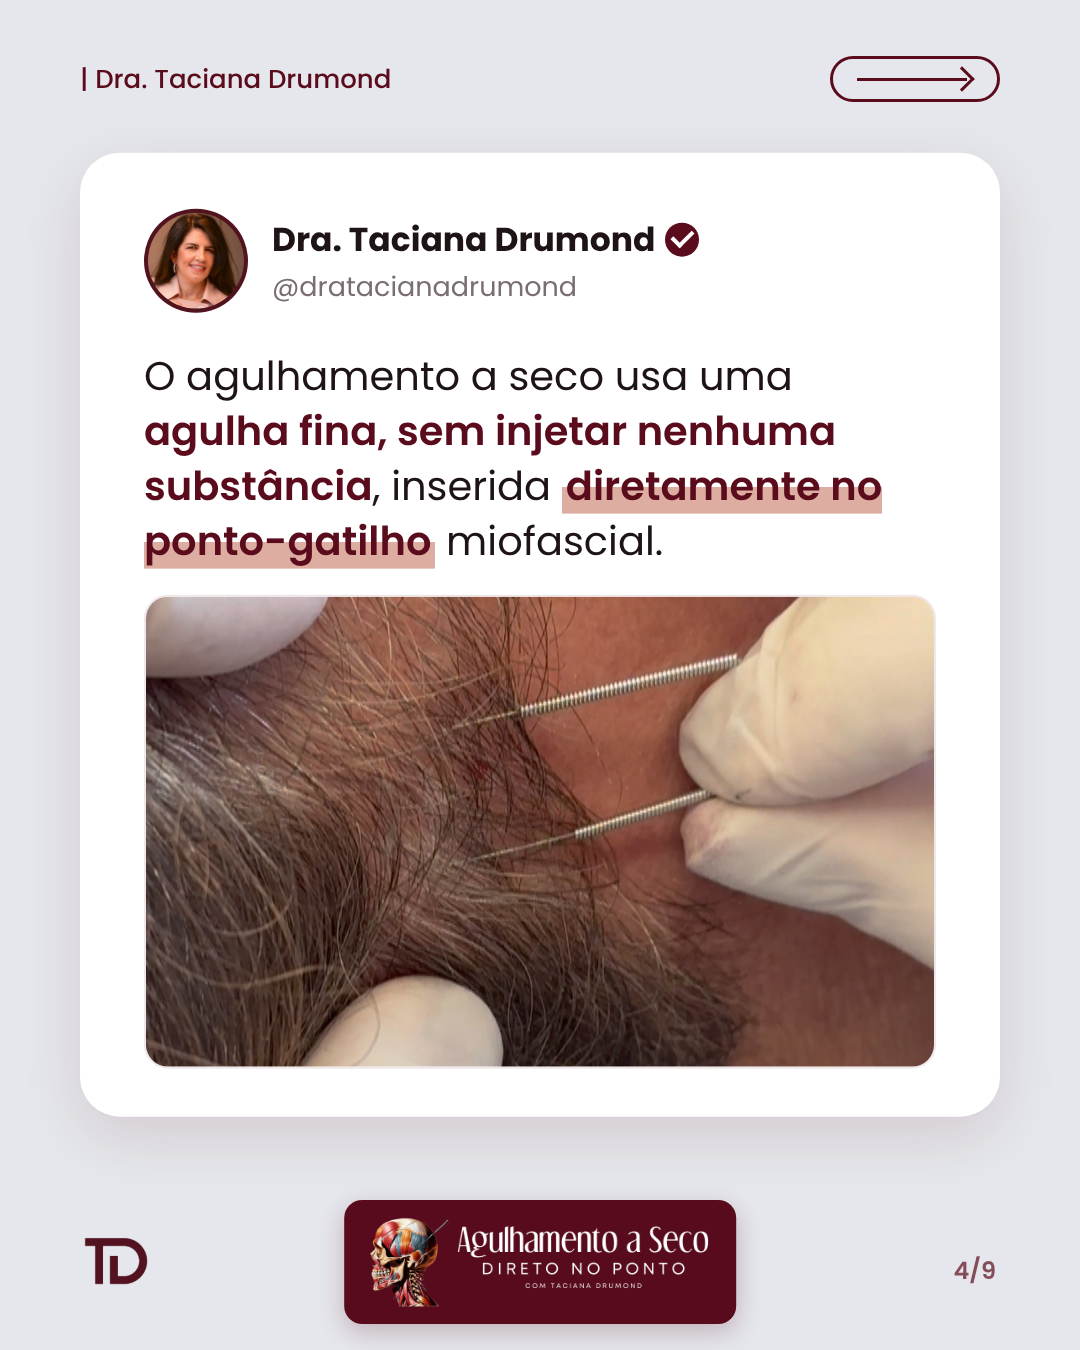 | Dra. Taciana Drumond
Dra. Taciana Drumond
@dratacianadrumond
O agulhamento a seco usa uma
agulha fina, sem injetar nenhuma
substância, inserida diretamente no
ponto-gatilho miofascial.
TD
Agulhamento a Seco
DIRETO NO PONTO
COM TACIANA DRUMOND
4/9